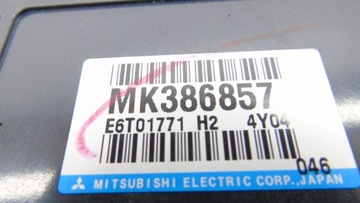 MK386857
E6T01771 H2 4Y04
046
MITSUBISHI ELECTRIC CORP., JAPAN